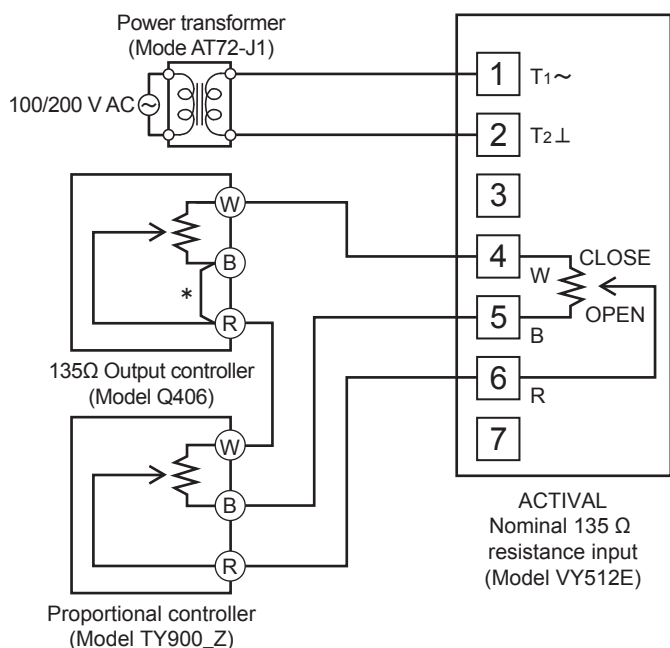 Power transformer
(Mode AT72-J1)
100/200 V AC
1 T1~
2 T2⊥
3
4 W
5 B
6 R
7
CLOSE
OPEN
W
B
*
R
135Ω Output controller
(Model Q406)
W
B
R
Proportional controller
(Model TY900_Z)
ACTIVAL
Nominal 135 Ω
resistance input
(Model VY512E)